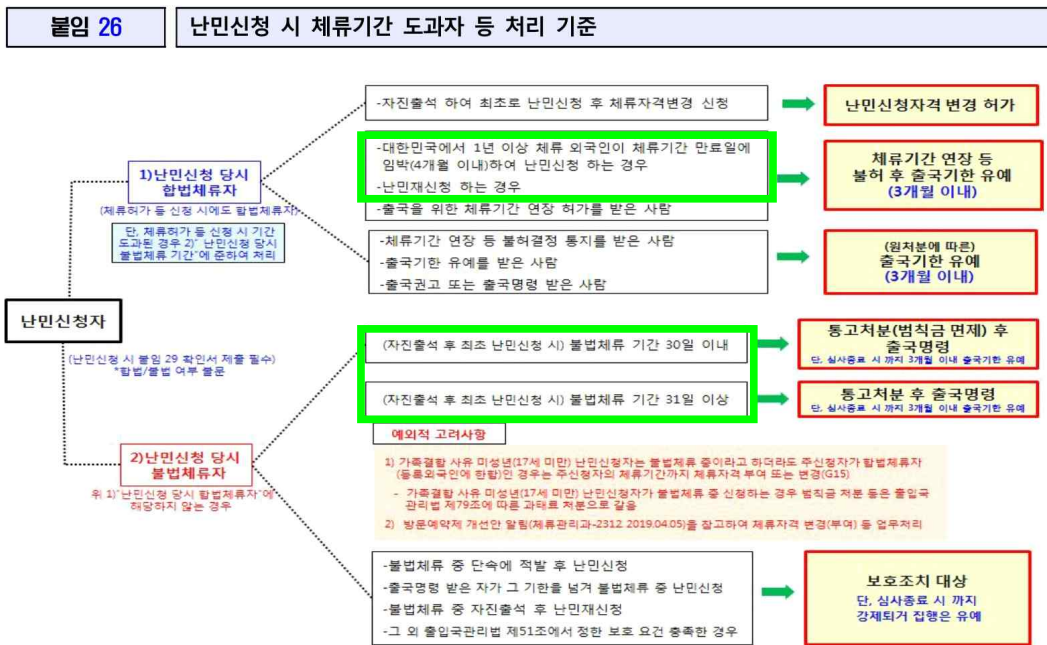 붙임 26
난민신청 시 체류기간 도과자 등 처리 기준
난민신청자
(난민신청 시 붙임 29 확인서 제출 필수)
*합법/불법 여부 불문
1)난민신청 당시
합법체류자
(체류허가 등 신청 시에도 합법체류자)
단, 체류허가 등 신청 시 기간
도과된 경우 2)"난민신청 당시
불법체류 기간"에 준하여 처리
-자진출석 하여 최초로 난민신청 후 체류자격변경 신청
난민신청자격 변경 허가
-대한민국에서 1년 이상 체류 외국인이 체류기간 만료일에
임박(4개월 이내)하여 난민신청 하는 경우
-난민재신청 하는 경우
-출국을 위한 체류기간 연장 허가를 받은 사람
체류기간 연장 등
불허 후 출국기한 유예
(3개월 이내)
-체류기간 연장 등 불허결정 통지를 받은 사람
-출국기한 유예를 받은 사람
-출국권고 또는 출국명령 받은 사람
(원처분에 따른)
출국기한 유예
(3개월 이내)
2)난민신청 당시
불법체류자
위 1)"난민신청 당시 합법체류자"에
해당하지 않는 경우
(자진출석 후 최초 난민신청 시) 불법체류 기간 30일 이내
통고처분(범칙금 면제) 후
출국명령
단, 심사종료 시 까지 3개월 이내 출국기한 유예
(자진출석 후 최초 난민신청 시) 불법체류 기간 31일 이상
통고처분 후 출국명령
단, 심사종료 시 까지 3개월 이내 출국기한 유예
예외적 고려사항
1) 가족결합 사유 미성년(17세 미만) 난민신청자는 불법체류 중이라고 하더라도 주신청자가 합법체류자
(등록외국인에 한함)인 경우는 주신청자의 체류기간까지 체류자격 부여 또는 변경(G15)
- 가족결합 사유 미성년(17세 미만) 난민신청자가 불법체류 중 신청하는 경우 범칙금 처분 등은 출입국
관리법 제79조에 따른 과태료 처분으로 갈음
2) 방문예약제 개선안 알림(체류관리과-2312, 2019.04.05)을 참고하여 체류자격 변경(부여) 등 업무처리
-불법체류 중 단속에 적발 후 난민신청
-출국명령 받은 자가 그 기한을 넘겨 불법체류 중 난민신청
-불법체류 중 자진출석 후 난민재신청
-그 외 출입국관리법 제51조에서 정한 보호 요건 충족한 경우
보호조치 대상
단, 심사종료 시 까지
강제퇴거 집행은 유예